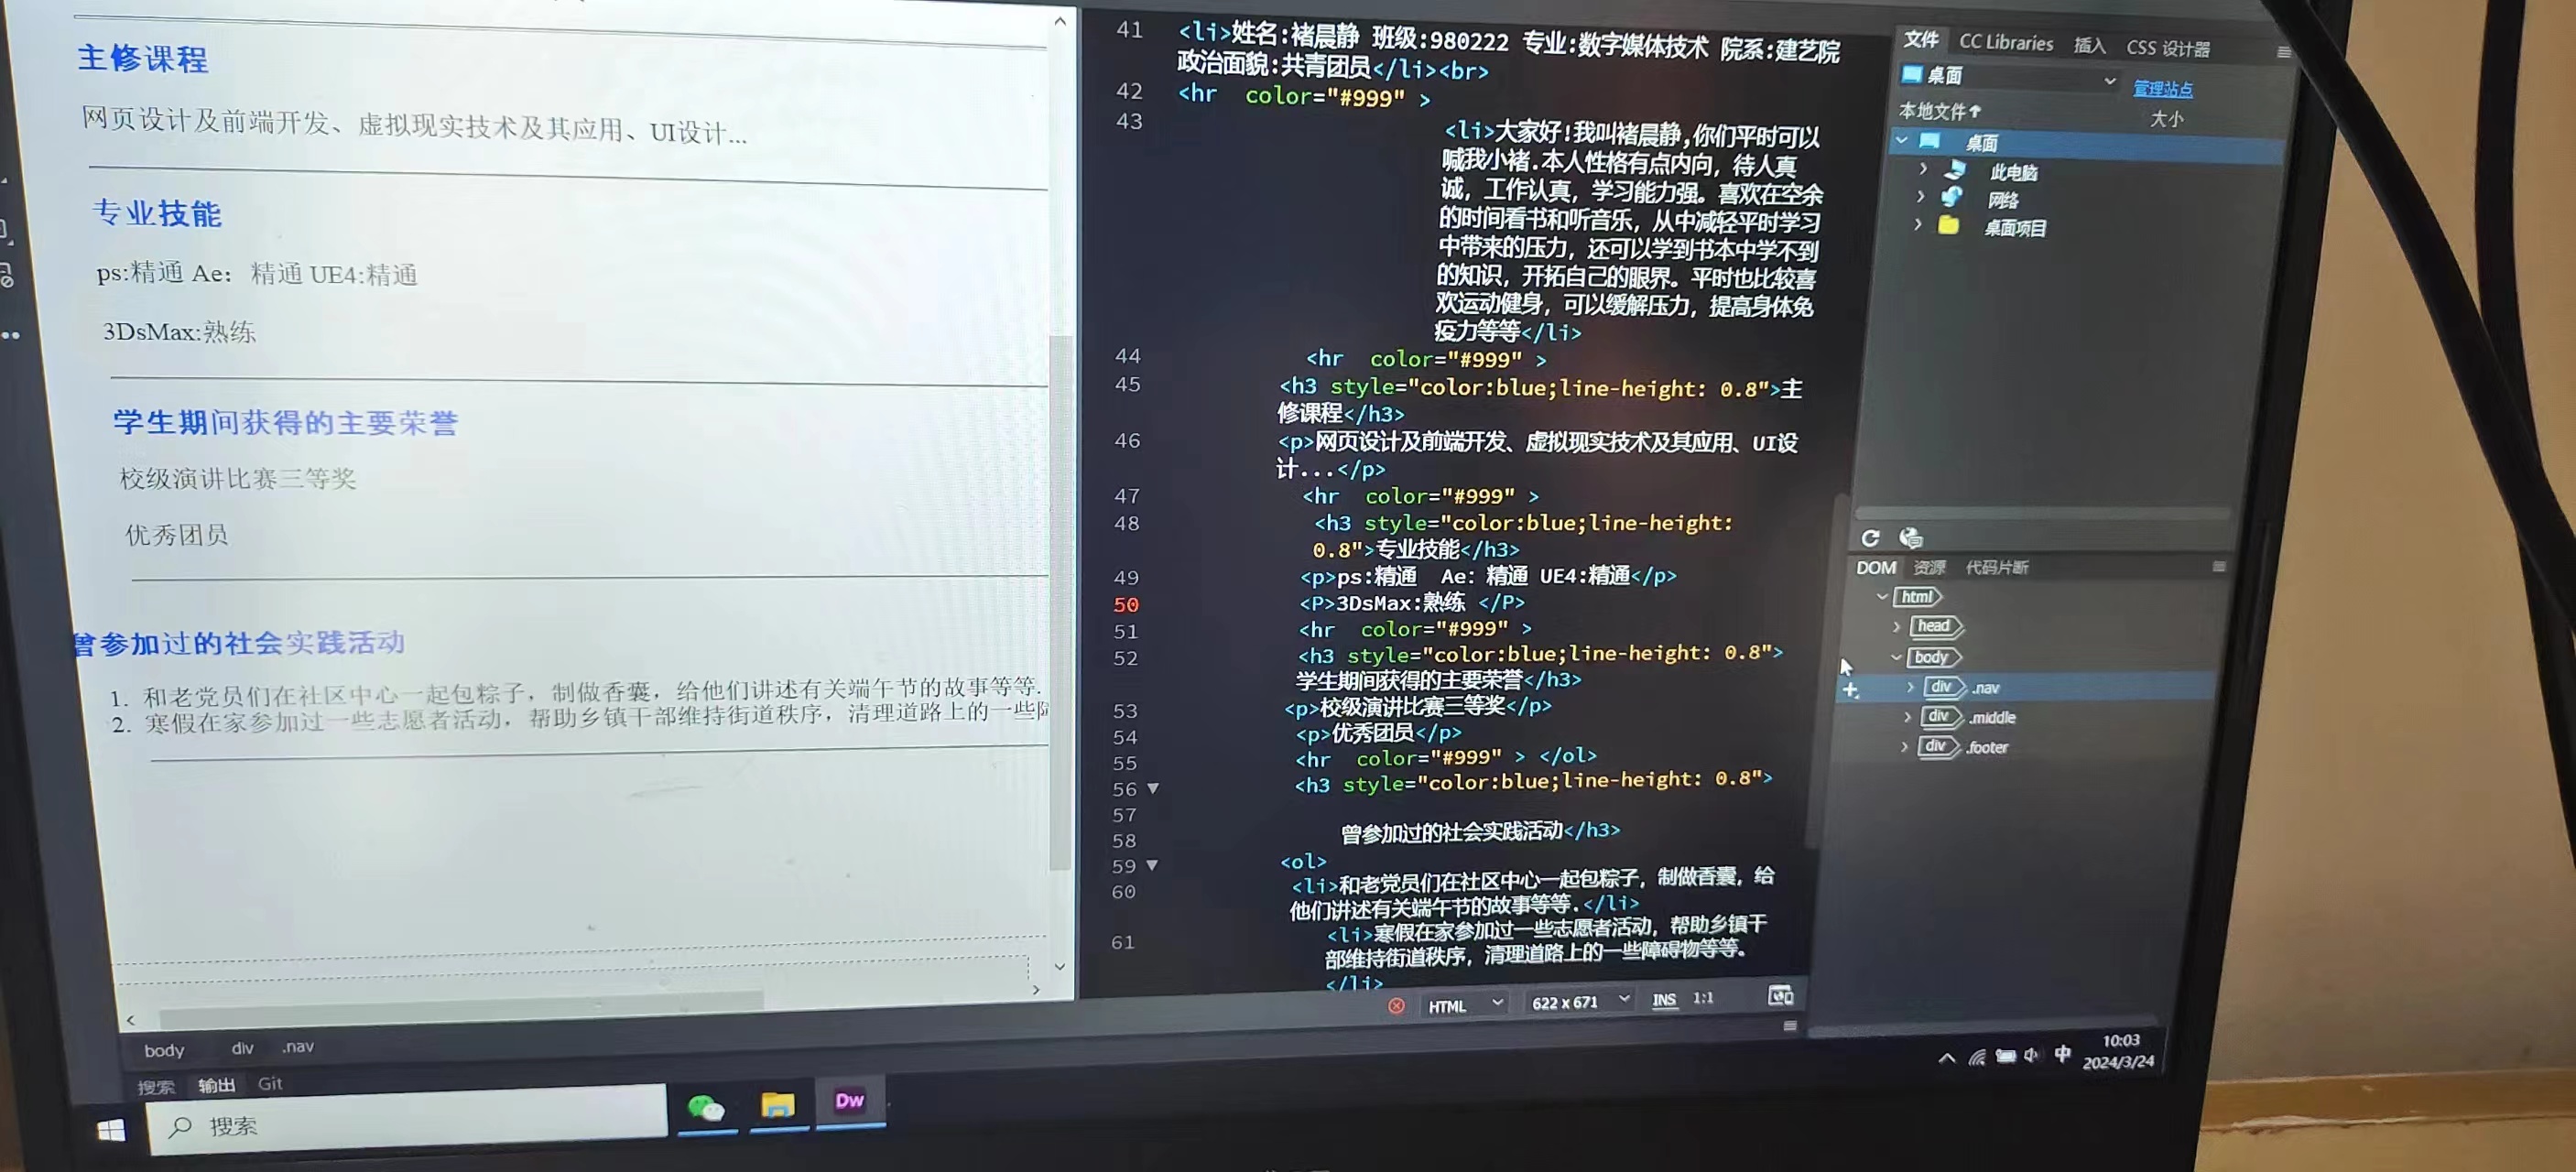 主修课程
网页设计及前端开发、虚拟现实技术及其应用、UI设计...
专业技能
ps:精通 Ae：精通 UE4:精通
3DsMax:熟练
学生期间获得的主要荣誉
校级演讲比赛三等奖
优秀团员
曾参加过的社会实践活动
1. 和老党员们在社区中心一起包粽子，制做香囊，给他们讲述有关端午节的故事等等.
2. 寒假在家参加过一些志愿者活动，帮助乡镇干部维持街道秩序，清理道路上的一些
body div .nav
搜索 输出 Git
41 <li>姓名:褚晨静 班级:980222 专业:数字媒体技术 院系:建艺院
政治面貌:共青团员</li><br>
42 <hr  color="#999" >
43 <li>大家好!我叫褚晨静,你们平时可以
喊我小褚.本人性格有点内向，待人真
诚，工作认真，学习能力强。喜欢在空余
的时间看书和听音乐，从中减轻平时学习
中带来的压力，还可以学到书本中学不到
的知识，开拓自己的眼界。平时也比较喜
欢运动健身，可以缓解压力，提高身体免
疫力等等</li>
44 <hr  color="#999" >
45 <h3 style="color:blue;line-height: 0.8">主
修课程</h3>
46 <p>网页设计及前端开发、虚拟现实技术及其应用、UI设
计...</p>
47 <hr  color="#999" >
48 <h3 style="color:blue;line-height:
0.8">专业技能</h3>
49 <p>ps:精通  Ae：精通 UE4:精通</p>
50 <P>3DsMax:熟练 </P>
51 <hr  color="#999" >
52 <h3 style="color:blue;line-height: 0.8">
学生期间获得的主要荣誉</h3>
53 <p>校级演讲比赛三等奖</p>
54 <p>优秀团员</p>
55 <hr  color="#999" > </ol>
56 <h3 style="color:blue;line-height: 0.8">
57
58 曾参加过的社会实践活动</h3>
59 <ol>
60 <li>和老党员们在社区中心一起包粽子，制做香囊，给
他们讲述有关端午节的故事等等.</li>
61 <li>寒假在家参加过一些志愿者活动，帮助乡镇干
部维持街道秩序，清理道路上的一些障碍物等等。
</li>
HTML 622 x 671 INS 1:1
文件 CC Libraries 插入 CSS 设计器
桌面 管理站点
本地文件↑ 大小
桌面
此电脑
网络
桌面项目
DOM 资源 代码片断
html
head
body
div .nav
div .middle
div .footer
中 10:03
2024/3/24
搜索
Dw